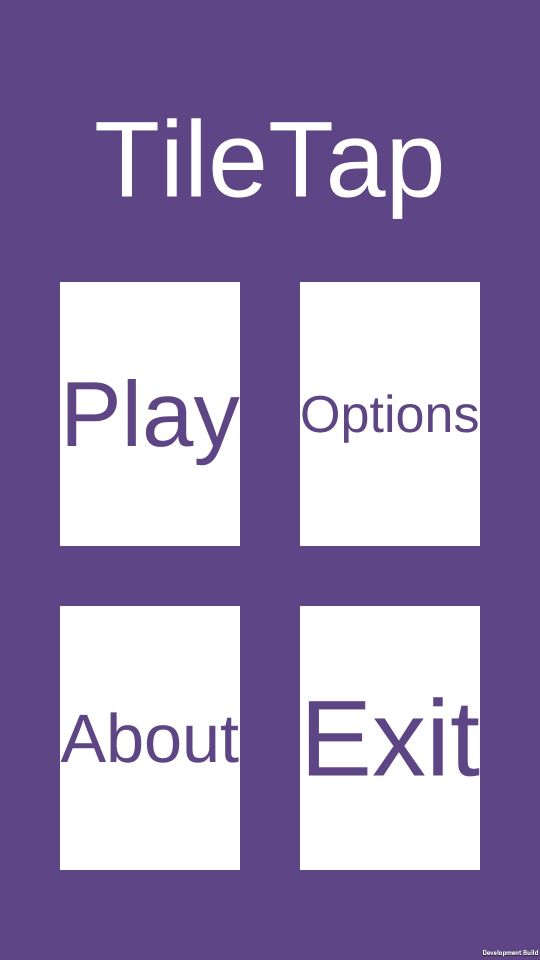 TileTap
Play
Options
About
Exit
Development Build